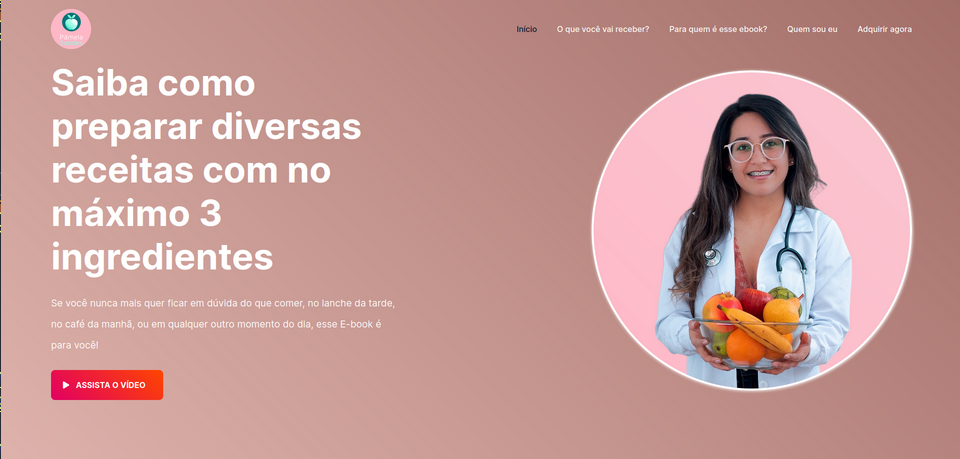 Pâmela
Início
O que você vai receber?
Para quem é esse ebook?
Quem sou eu
Adquirir agora
Saiba como
preparar diversas
receitas com no
máximo 3
ingredientes
Se você nunca mais quer ficar em dúvida do que comer, no lanche da tarde,
no café da manhã, ou em qualquer outro momento do dia, esse E-book é
para você!
ASSISTA O VÍDEO